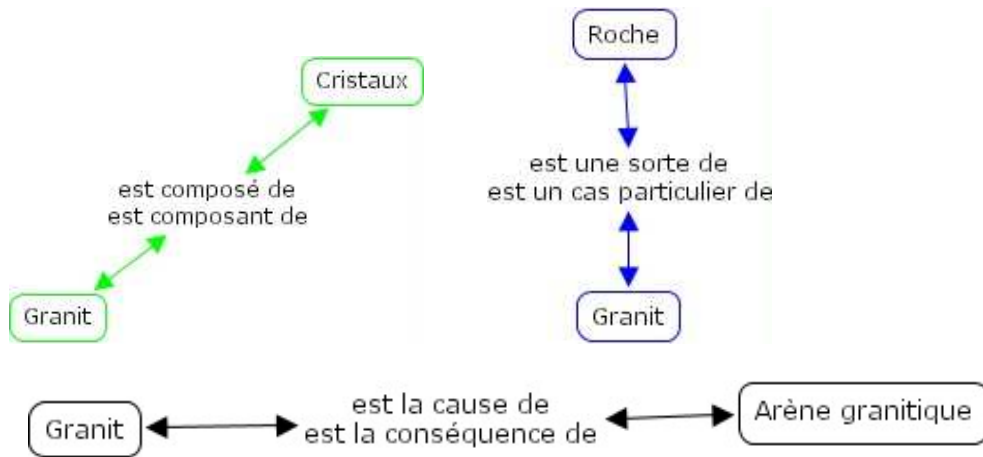 Cristaux
est composé de
est composant de
Granit
Roche
est une sorte de
est un cas particulier de
Granit
Granit
est la cause de
est la conséquence de
Arène granitique